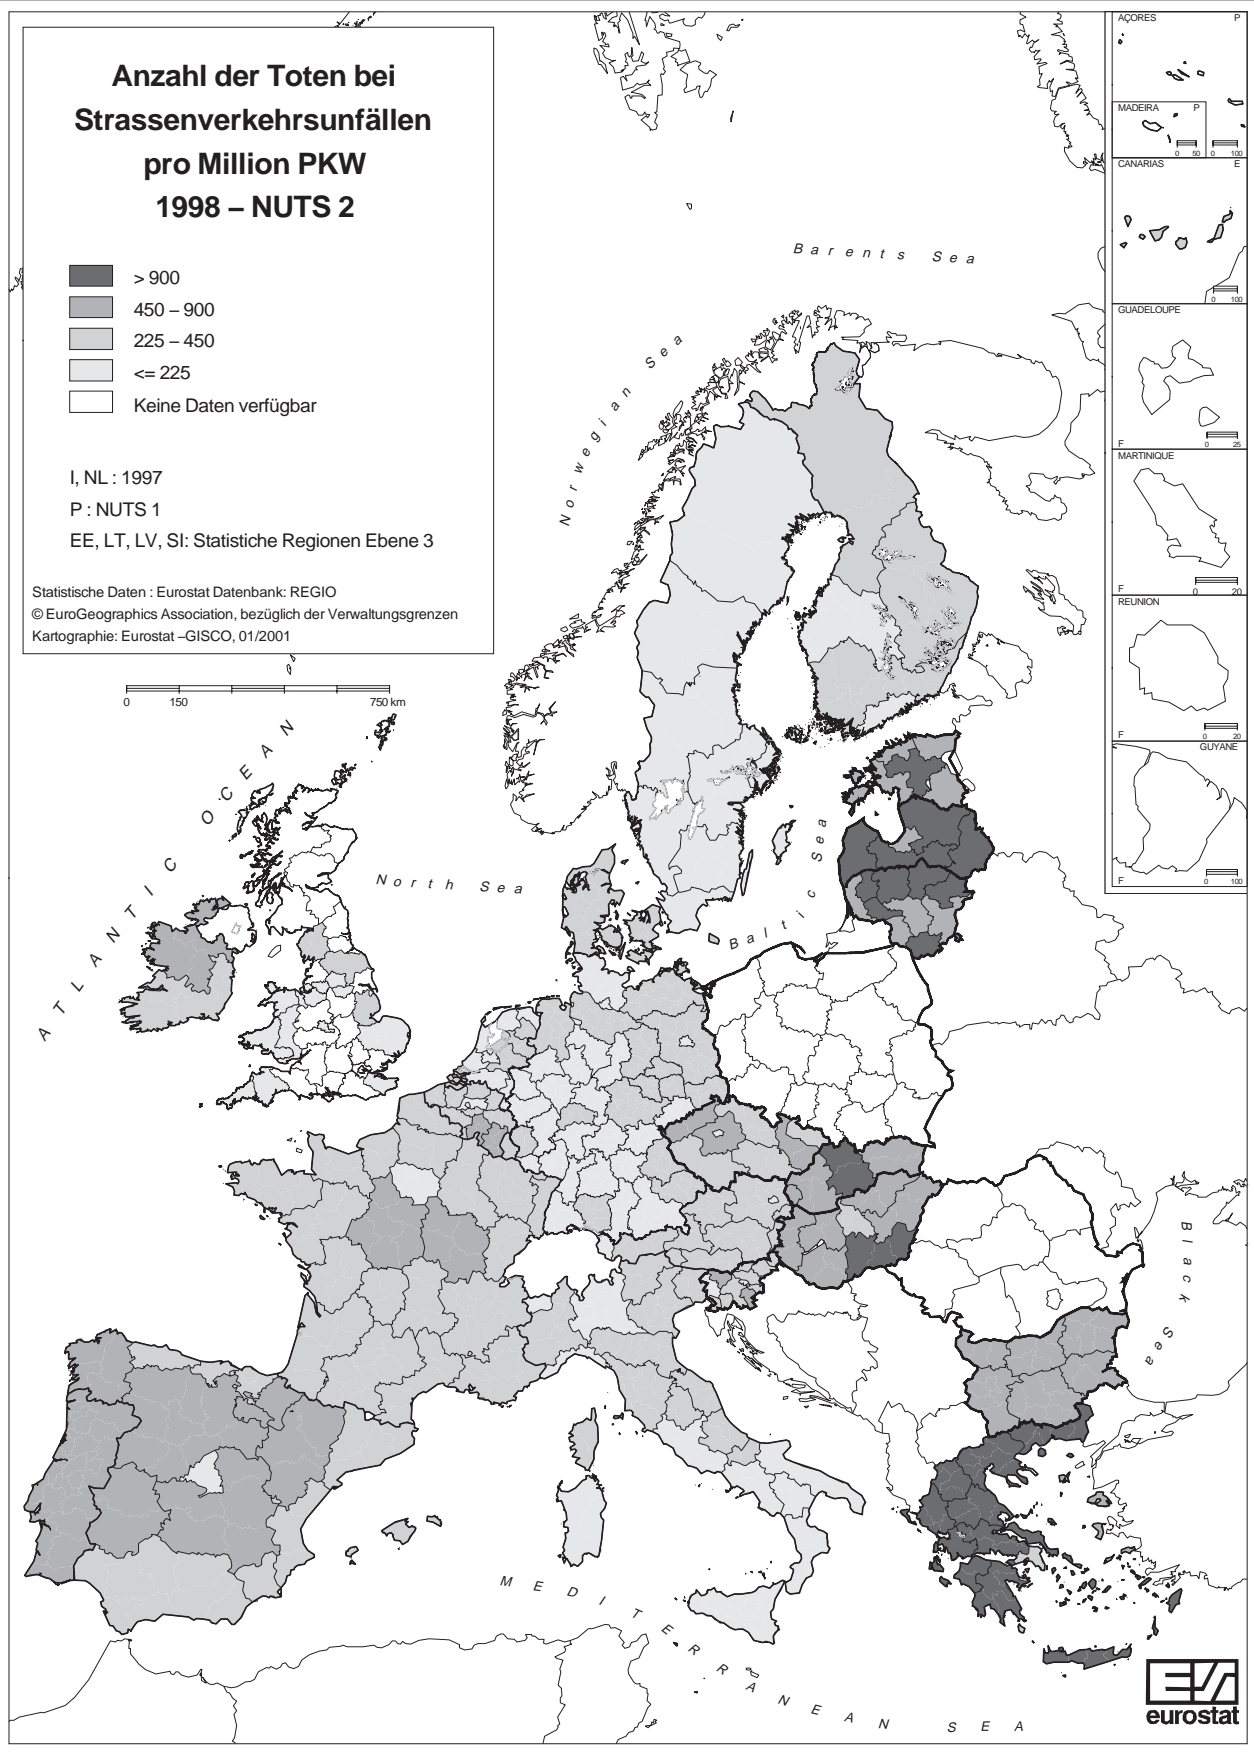 Anzahl der Toten bei
Strassenverkehrsunfällen
pro Million PKW
1998 – NUTS 2
> 900
450 – 900
225 – 450
<= 225
Keine Daten verfügbar
I, NL : 1997
P : NUTS 1
EE, LT, LV, SI: Statistiche Regionen Ebene 3
Statistische Daten : Eurostat Datenbank: REGIO
© EuroGeographics Association, bezüglich der Verwaltungsgrenzen
Kartographie: Eurostat –GISCO, 01/2001
0 150 750 km
Barents Sea
Norwegian Sea
ATLANTIC OCEAN
North Sea
Baltic Sea
Black Sea
MEDITERRANEAN SEA
AÇORES P
MADEIRA P
0 50 0 100
CANARIAS E
0 100
GUADELOUPE
F 0 25
MARTINIQUE
F 0 20
REUNION
F 0 20
GUYANE
F 0 100
eurostat